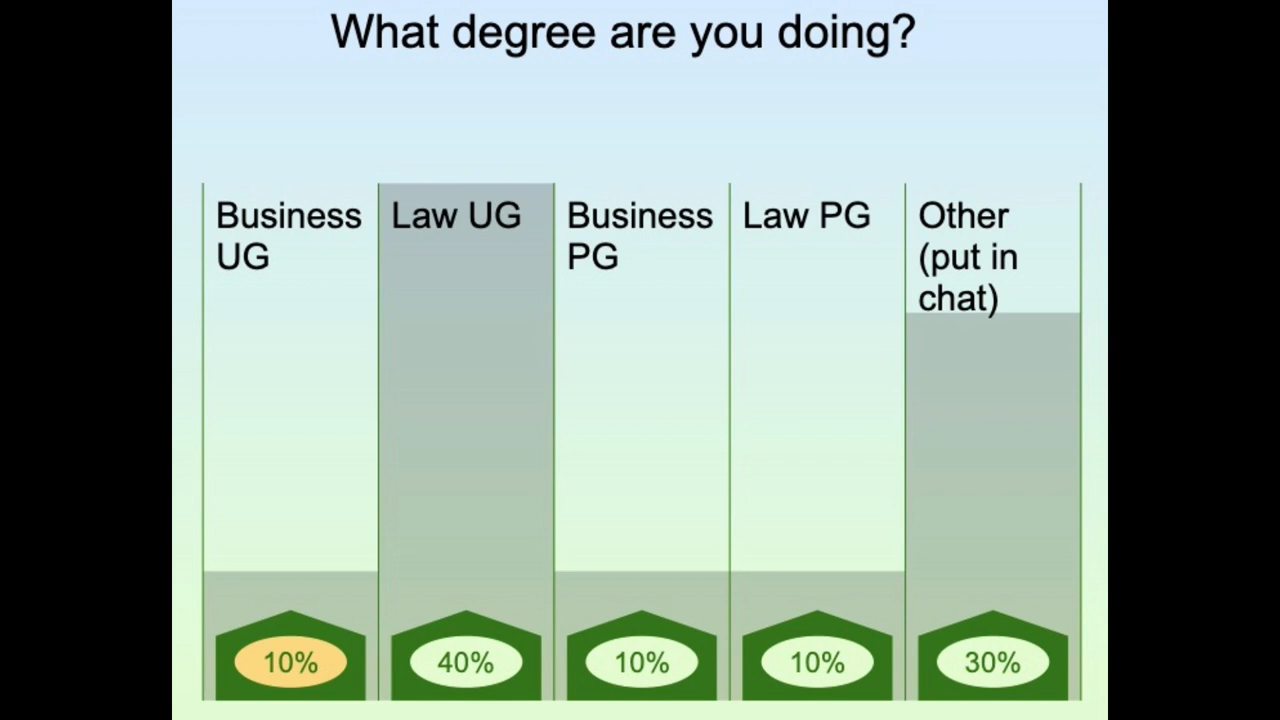 What degree are you doing?
Business
UG
Law UG
Business
PG
Law PG
Other
(put in
chat)
10%
40%
10%
10%
30%